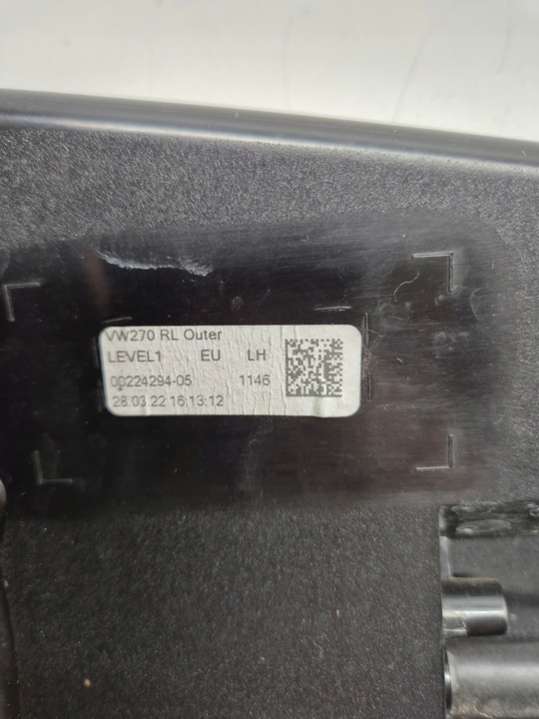 VW270 RL Outer
LEVEL1 EU LH
00224294-05 1146
28.03.22 16:13:12